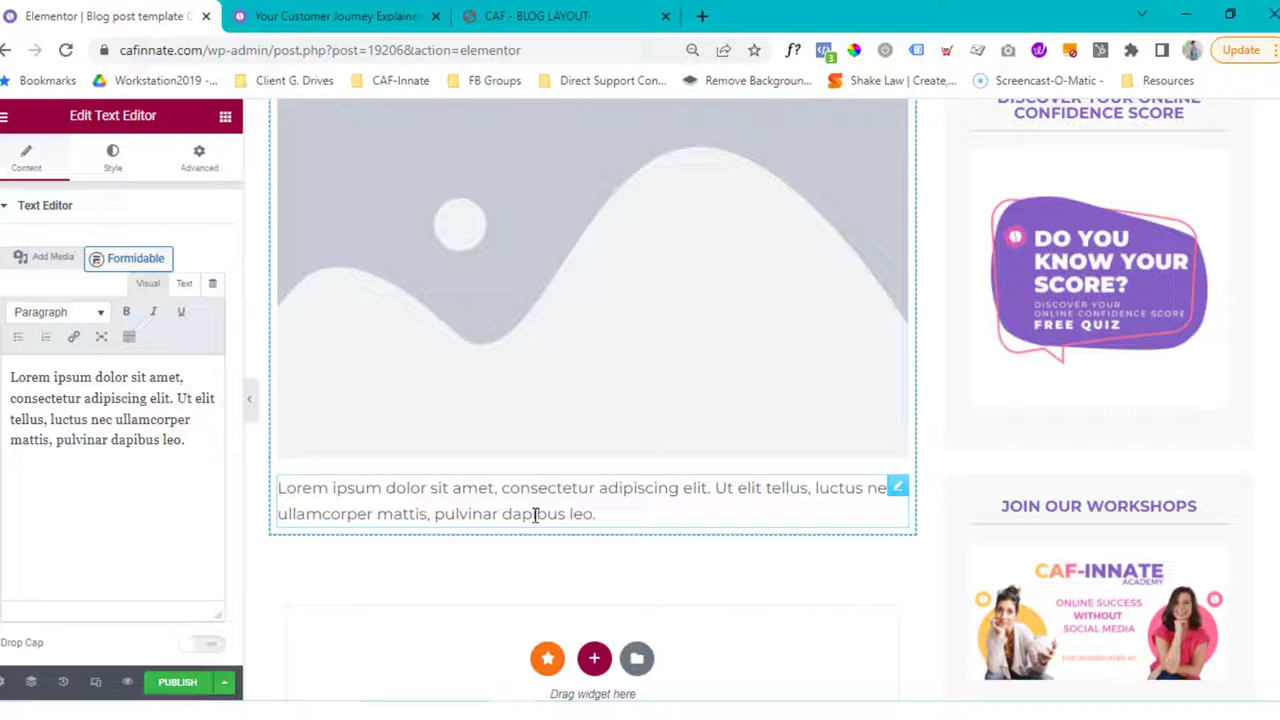 Elementor | Blog post template
Your Customer Journey Explaine
CAF - BLOG LAYOUT
cafinnate.com/wp-admin/post.php?post=19206&action=elementor
f?
3
Update
Bookmarks
Workstation2019 -...
Client G. Drives
CAF-Innate
FB Groups
Direct Support Con...
Remove Backgroun...
Shake Law | Create,...
Screencast-O-Matic -
Resources
Edit Text Editor
Content
Style
Advanced
Text Editor
Add Media
Formidable
Visual
Text
Paragraph
B
I
U
Lorem ipsum dolor sit amet,
consectetur adipiscing elit. Ut elit
tellus, luctus nec ullamcorper
mattis, pulvinar dapibus leo.
Drop Cap
PUBLISH
Lorem ipsum dolor sit amet, consectetur adipiscing elit. Ut elit tellus, luctus ne
ullamcorper mattis, pulvinar dapibus leo.
Drag widget here
DISCOVER YOUR ONLINE
CONFIDENCE SCORE
DO YOU
KNOW YOUR
SCORE?
DISCOVER YOUR
ONLINE CONFIDENCE SCORE
FREE QUIZ
JOIN OUR WORKSHOPS
CAF-INNATE
ACADEMY
ONLINE SUCCESS
WITHOUT
SOCIAL MEDIA